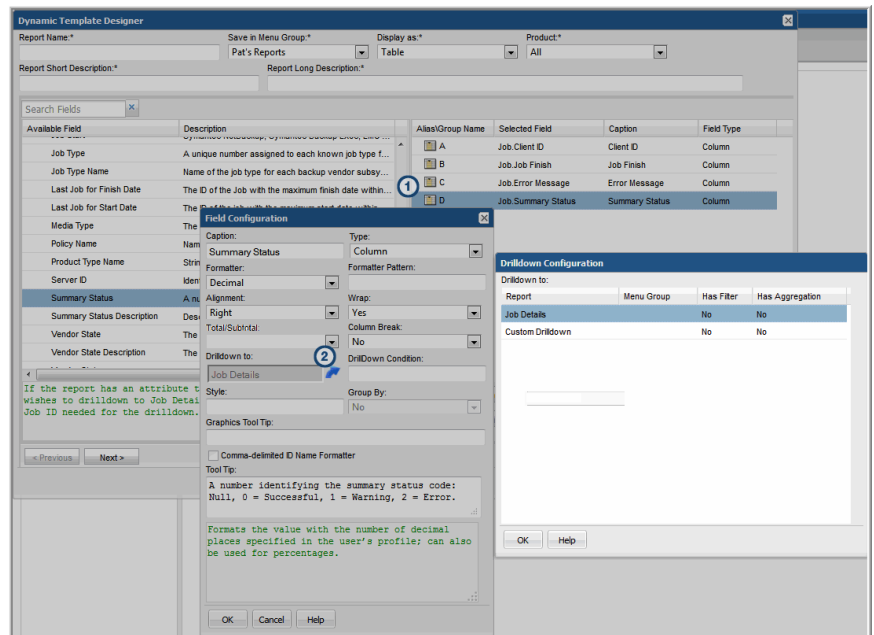 Dynamic Template Designer
Report Name:* Save in Menu Group:* Display as:* Product:*
Pat's Reports Table All
Report Short Description:* Report Long Description:*
Search Fields
Available Field Description Alias\Group Name Selected Field Caption Field Type
Job Type A unique number assigned to each known job type f... A Job.Client ID Client ID Column
Job Type Name Name of the job type for each backup vendor subsy... B Job.Job Finish Job Finish Column
Last Job for Finish Date The ID of the Job with the maximum finish date within... 1 C Job.Error Message Error Message Column
Last Job for Start Date The D Job.Summary Status Summary Status Column
Media Type The
Policy Name Nam
Product Type Name Strin
Server ID Iden
Summary Status A nu
Summary Status Description Desc
Vendor State The
Vendor State Description The
If the report has an attribute t
wishes to drilldown to Job Detai
Job ID needed for the drilldown.
< Previous Next >
Field Configuration
Caption: Type:
Summary Status Column
Formatter: Formatter Pattern:
Decimal
Alignment: Wrap:
Right Yes
Total/Subtotal: Column Break:
No
2
Drilldown to: DrillDown Condition:
Job Details
Style: Group By:
No
Graphics Tool Tip:
Comma-delimited ID Name Formatter
Tool Tip:
A number identifying the summary status code:
Null, 0 = Successful, 1 = Warning, 2 = Error.
Formats the value with the number of decimal
places specified in the user's profile; can also
be used for percentages.
OK Cancel Help
Drilldown Configuration
Drilldown to:
Report Menu Group Has Filter Has Aggregation
Job Details No No
Custom Drilldown No No
OK Help